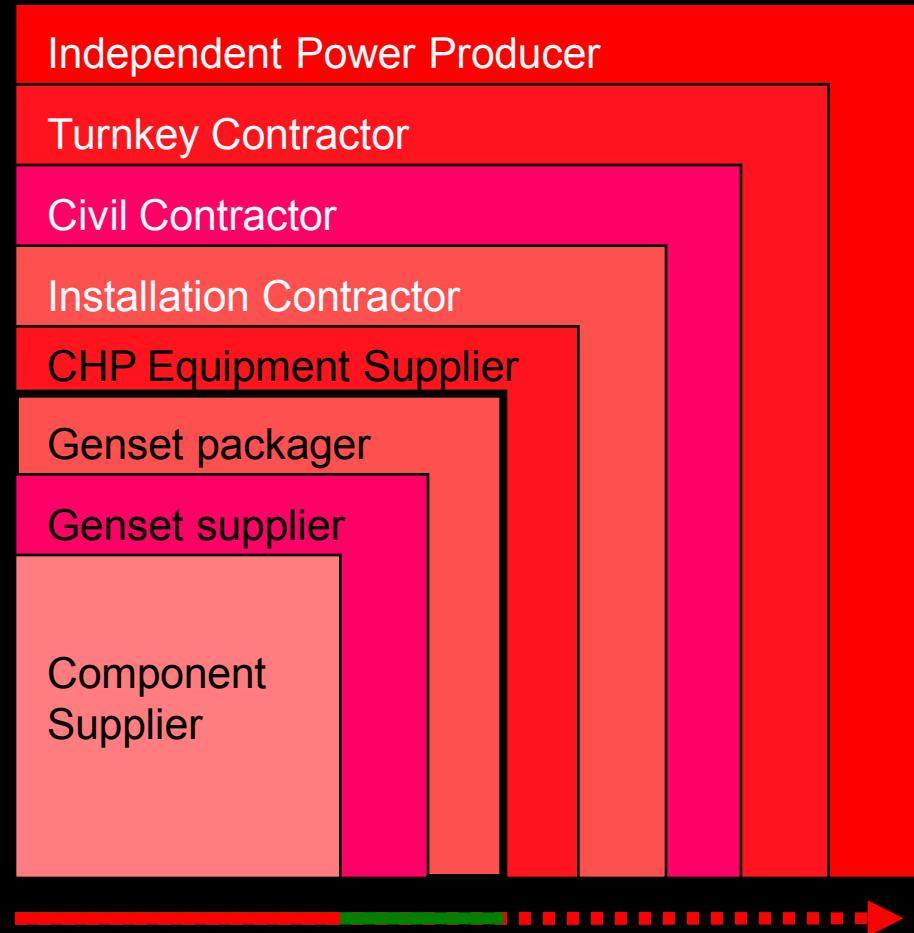 Independent Power Producer
Turnkey Contractor
Civil Contractor
Installation Contractor
CHP Equipment Supplier
Genset packager
Genset supplier
Component
Supplier